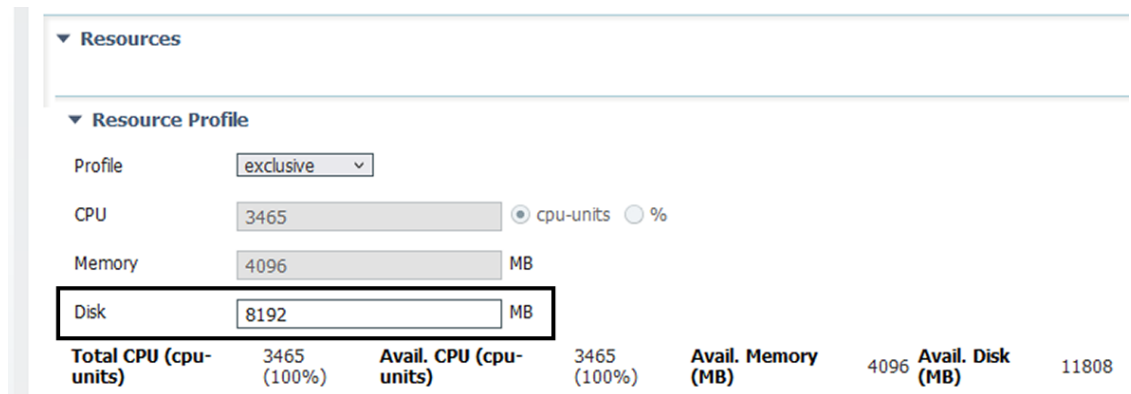 Resources
Resource Profile
Profile exclusive
CPU 3465 cpu-units %
Memory 4096 MB
Disk 8192 MB
Total CPU (cpu- 3465 Avail. CPU (cpu- 3465 Avail. Memory 4096 Avail. Disk 11808
units) (100%) units) (100%) (MB) (MB)